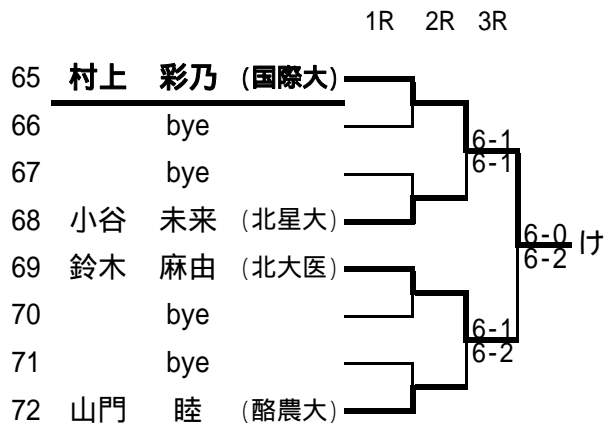 1R 2R 3R
65 村上 彩乃 (国際大)
66 bye
6-1
6-1
67 bye
68 小谷 未来 (北星大)
6-0
6-2
け
69 鈴木 麻由 (北大医)
70 bye
6-1
6-2
71 bye
72 山門 睦 (酪農大)